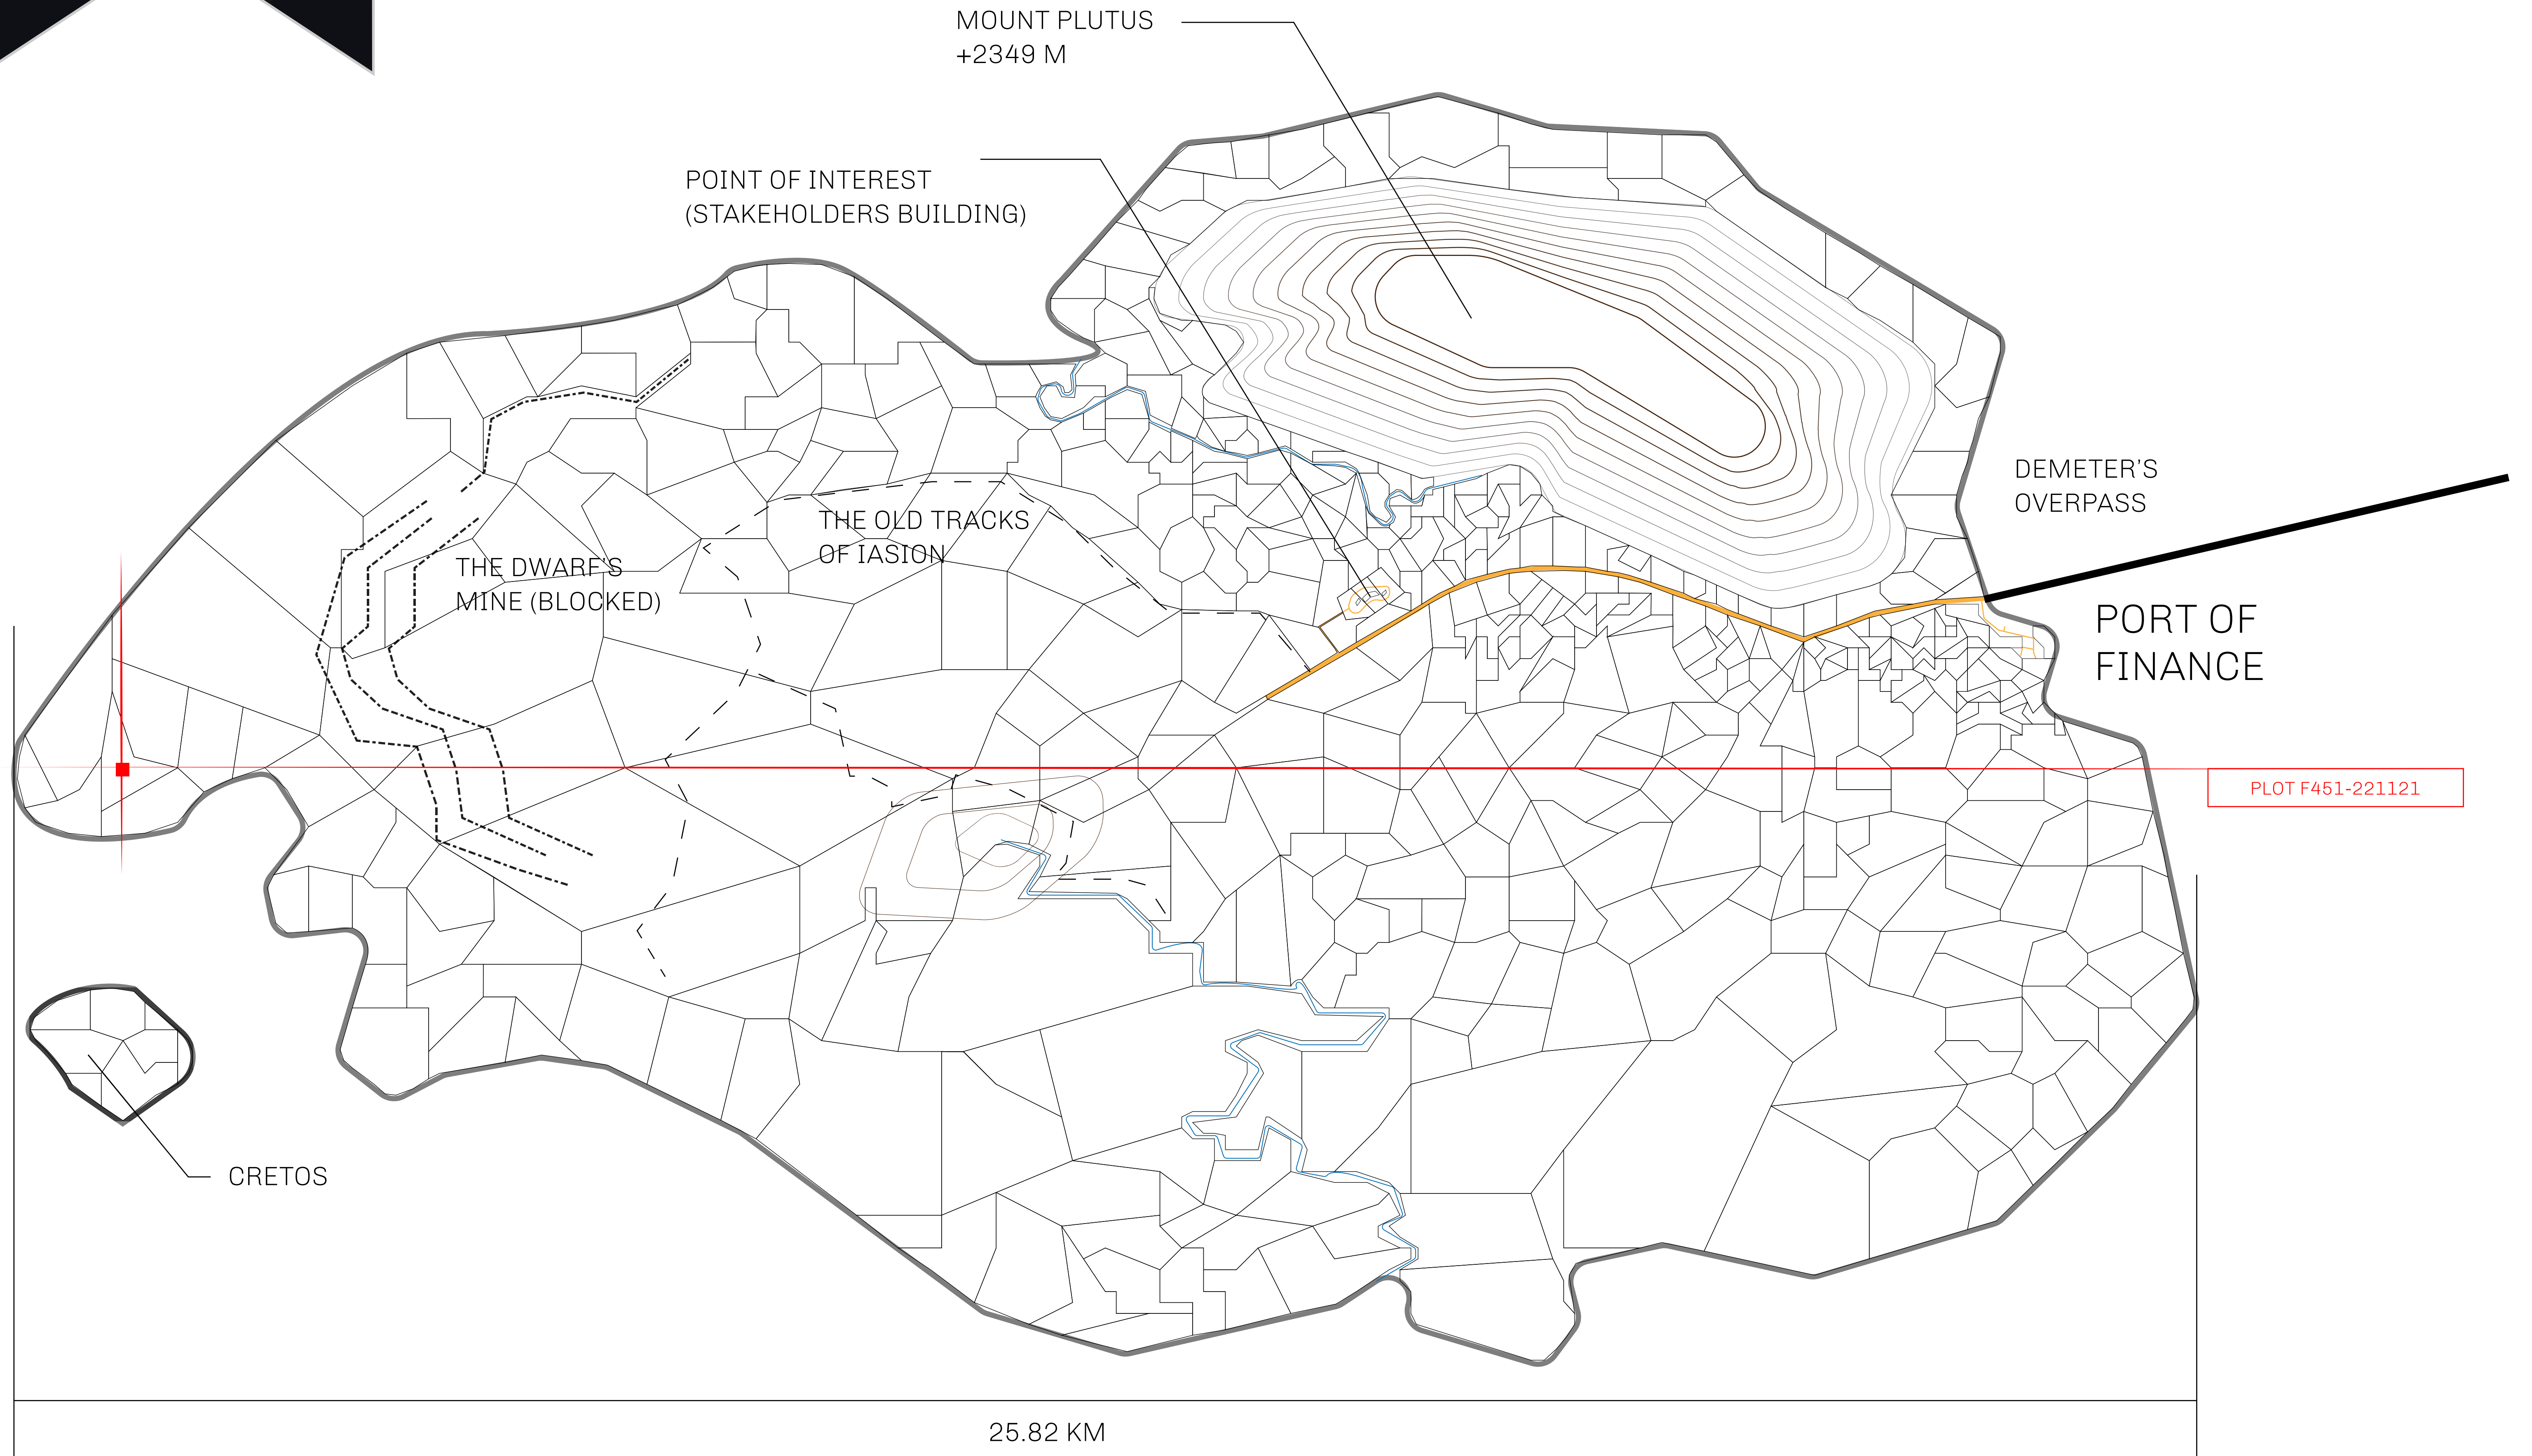 MOUNT PLUTUS
+2349 M
POINT OF INTEREST
(STAKEHOLDERS BUILDING)
DEMETER'S
OVERPASS
THE OLD TRACKS
OF IASION
THE DWARF'S
MINE (BLOCKED)
PORT OF
FINANCE
PLOT F451-221121
CRETOS
25.82 KM